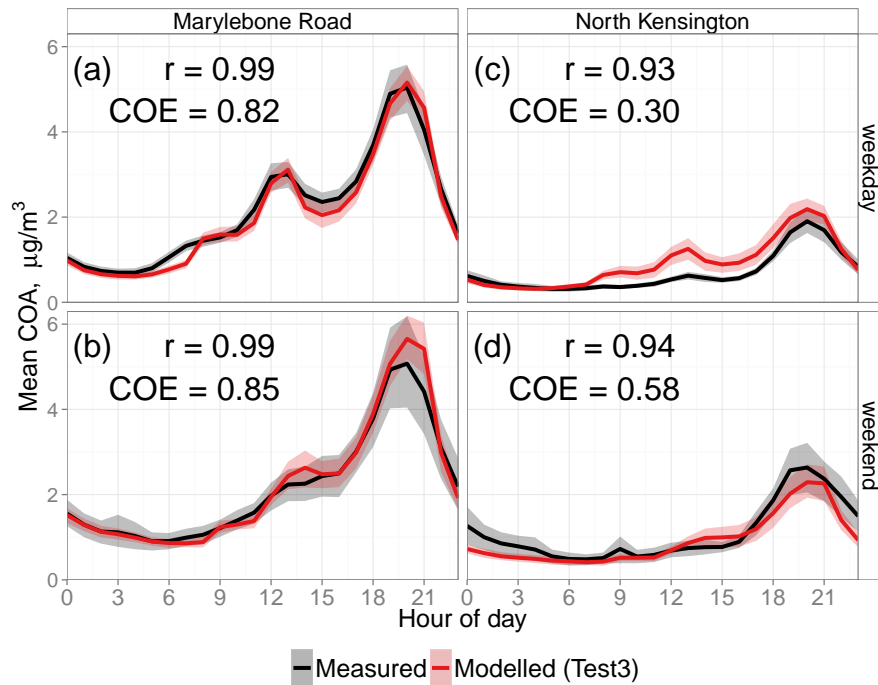 Marylebone Road
North Kensington
(a)
r = 0.99
COE = 0.82
(c)
r = 0.93
COE = 0.30
weekday
6
4
2
0
Mean COA, μg/m³
(b)
r = 0.99
COE = 0.85
(d)
r = 0.94
COE = 0.58
weekend
6
4
2
0
0 3 6 9 12 15 18 21 0 3 6 9 12 15 18 21
Hour of day
Measured Modelled (Test3)